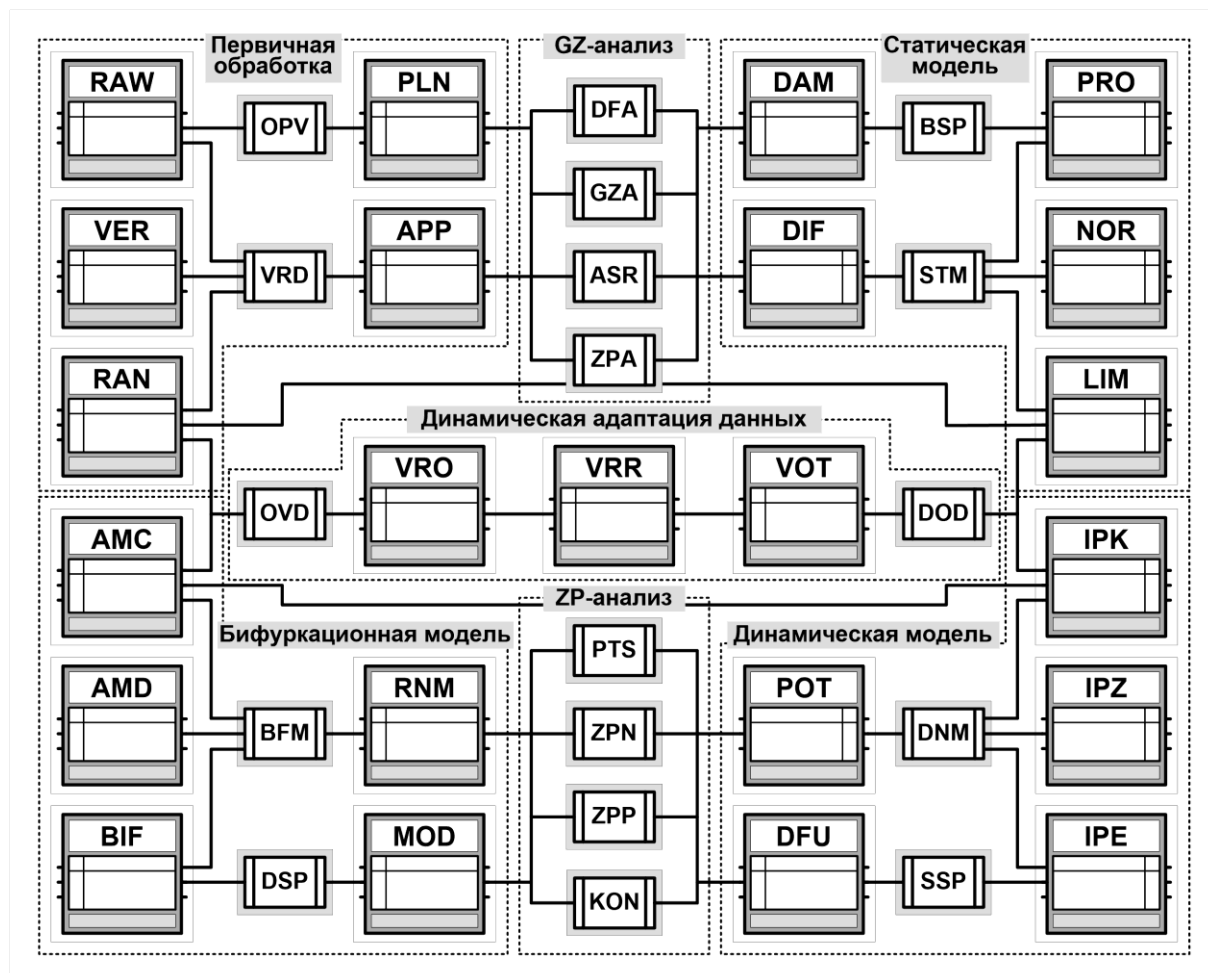 Первичная
обработка
GZ-анализ
Статическая
модель
RAW
OPV
PLN
DFA
DAM
BSP
PRO
GZA
VER
VRD
APP
ASR
DIF
STM
NOR
ZPA
RAN
LIM
Динамическая адаптация данных
OVD
VRO
VRR
VOT
DOD
AMC
IPK
ZP-анализ
Бифуркационная модель
Динамическая модель
PTS
AMD
BFM
RNM
ZPN
POT
DNM
IPZ
ZPP
BIF
DSP
MOD
KON
DFU
SSP
IPE